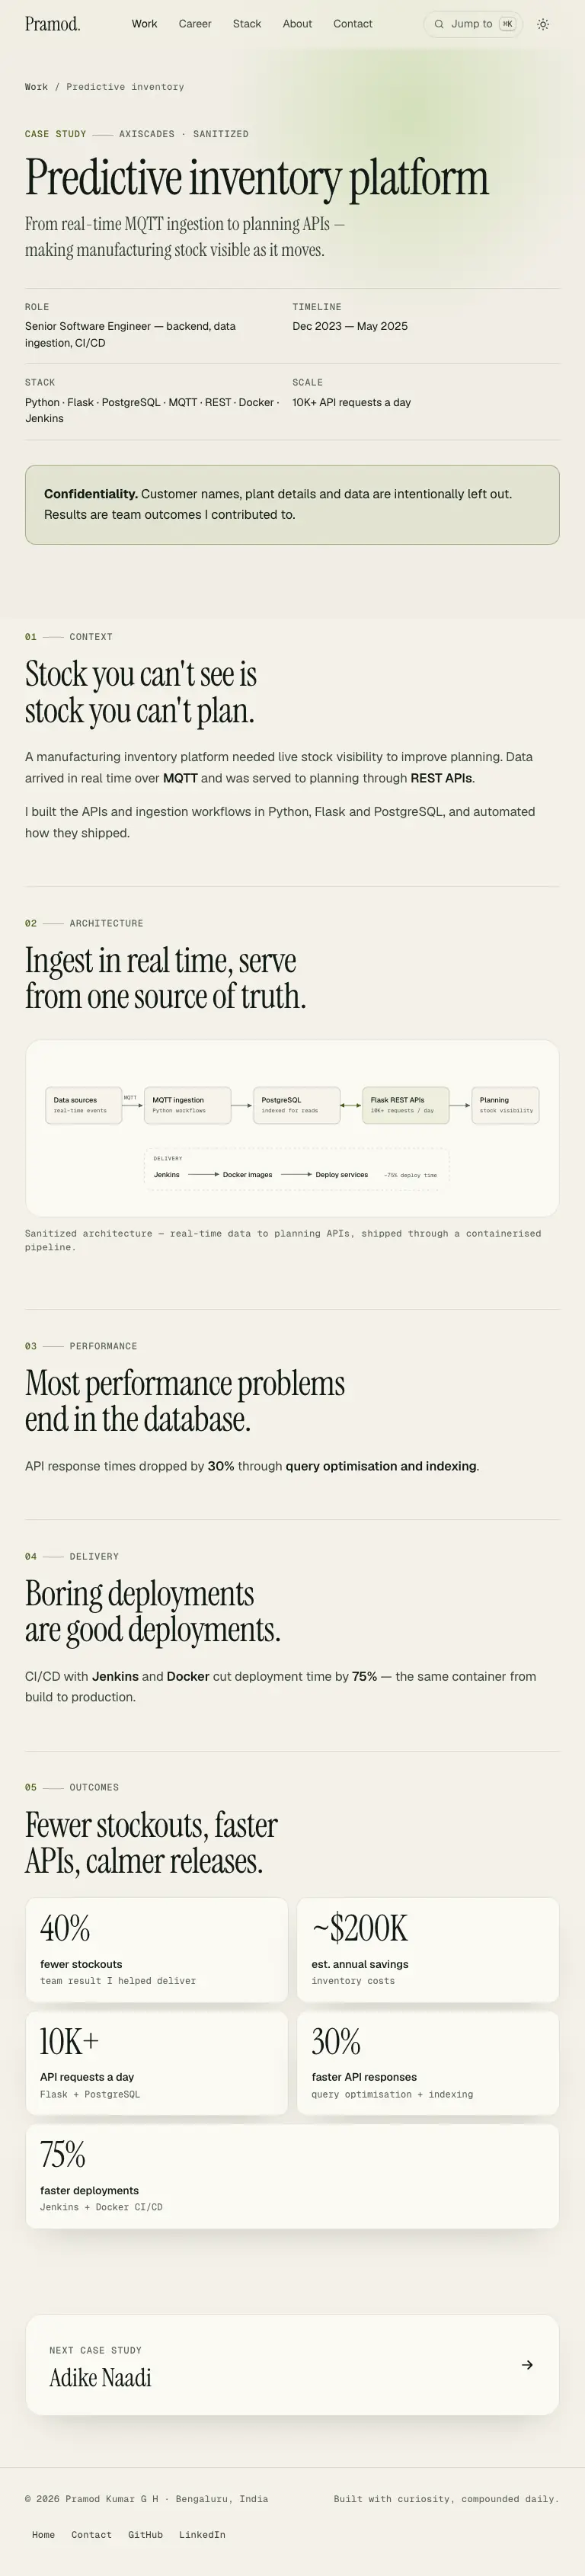 Pramod.
Work Career Stack About Contact
Jump to ⌘K
Work / Predictive inventory
CASE STUDY AXISCADES · SANITIZED
Predictive inventory platform
From real-time MQTT ingestion to planning APIs —
making manufacturing stock visible as it moves.
ROLE
Senior Software Engineer — backend, data
ingestion, CI/CD
TIMELINE
Dec 2023 — May 2025
STACK
Python · Flask · PostgreSQL · MQTT · REST · Docker ·
Jenkins
SCALE
10K+ API requests a day
Confidentiality. Customer names, plant details and data are intentionally left out.
Results are team outcomes I contributed to.
01 CONTEXT
Stock you can't see is
stock you can't plan.
A manufacturing inventory platform needed live stock visibility to improve planning. Data
arrived in real time over MQTT and was served to planning through REST APIs.
I built the APIs and ingestion workflows in Python, Flask and PostgreSQL, and automated
how they shipped.
02 ARCHITECTURE
Ingest in real time, serve
from one source of truth.
Data sources
real-time events
MQTT
MQTT ingestion
Python workflows
PostgreSQL
indexed for reads
Flask REST APIs
10K+ requests / day
Planning
stock visibility
DELIVERY
Jenkins Docker images Deploy services −75% deploy time
Sanitized architecture — real-time data to planning APIs, shipped through a containerised
pipeline.
03 PERFORMANCE
Most performance problems
end in the database.
API response times dropped by 30% through query optimisation and indexing.
04 DELIVERY
Boring deployments
are good deployments.
CI/CD with Jenkins and Docker cut deployment time by 75% — the same container from
build to production.
05 OUTCOMES
Fewer stockouts, faster
APIs, calmer releases.
40%
fewer stockouts
team result I helped deliver
~$200K
est. annual savings
inventory costs
10K+
API requests a day
Flask + PostgreSQL
30%
faster API responses
query optimisation + indexing
75%
faster deployments
Jenkins + Docker CI/CD
NEXT CASE STUDY
Adike Naadi
© 2026 Pramod Kumar G H · Bengaluru, India
Built with curiosity, compounded daily.
Home Contact GitHub LinkedIn